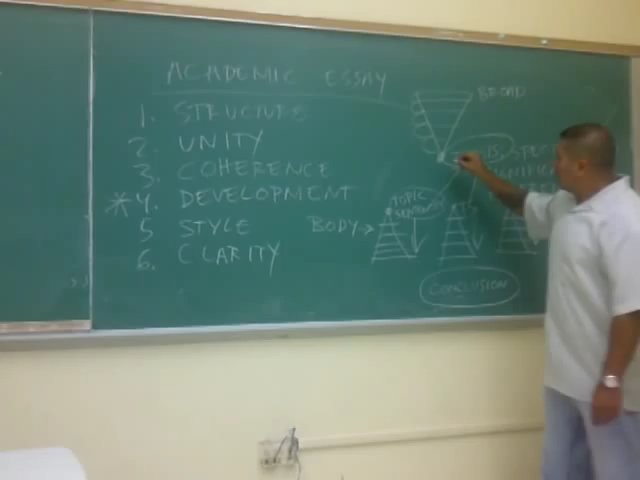 ACADEMIC ESSAY
1. STRUCTURE
2. UNITY
3. COHERENCE
*4. DEVELOPMENT
5 STYLE
6. CLARITY
BROAD
TOPIC
SENTENCE
BODY→
TS
CONCLUSION